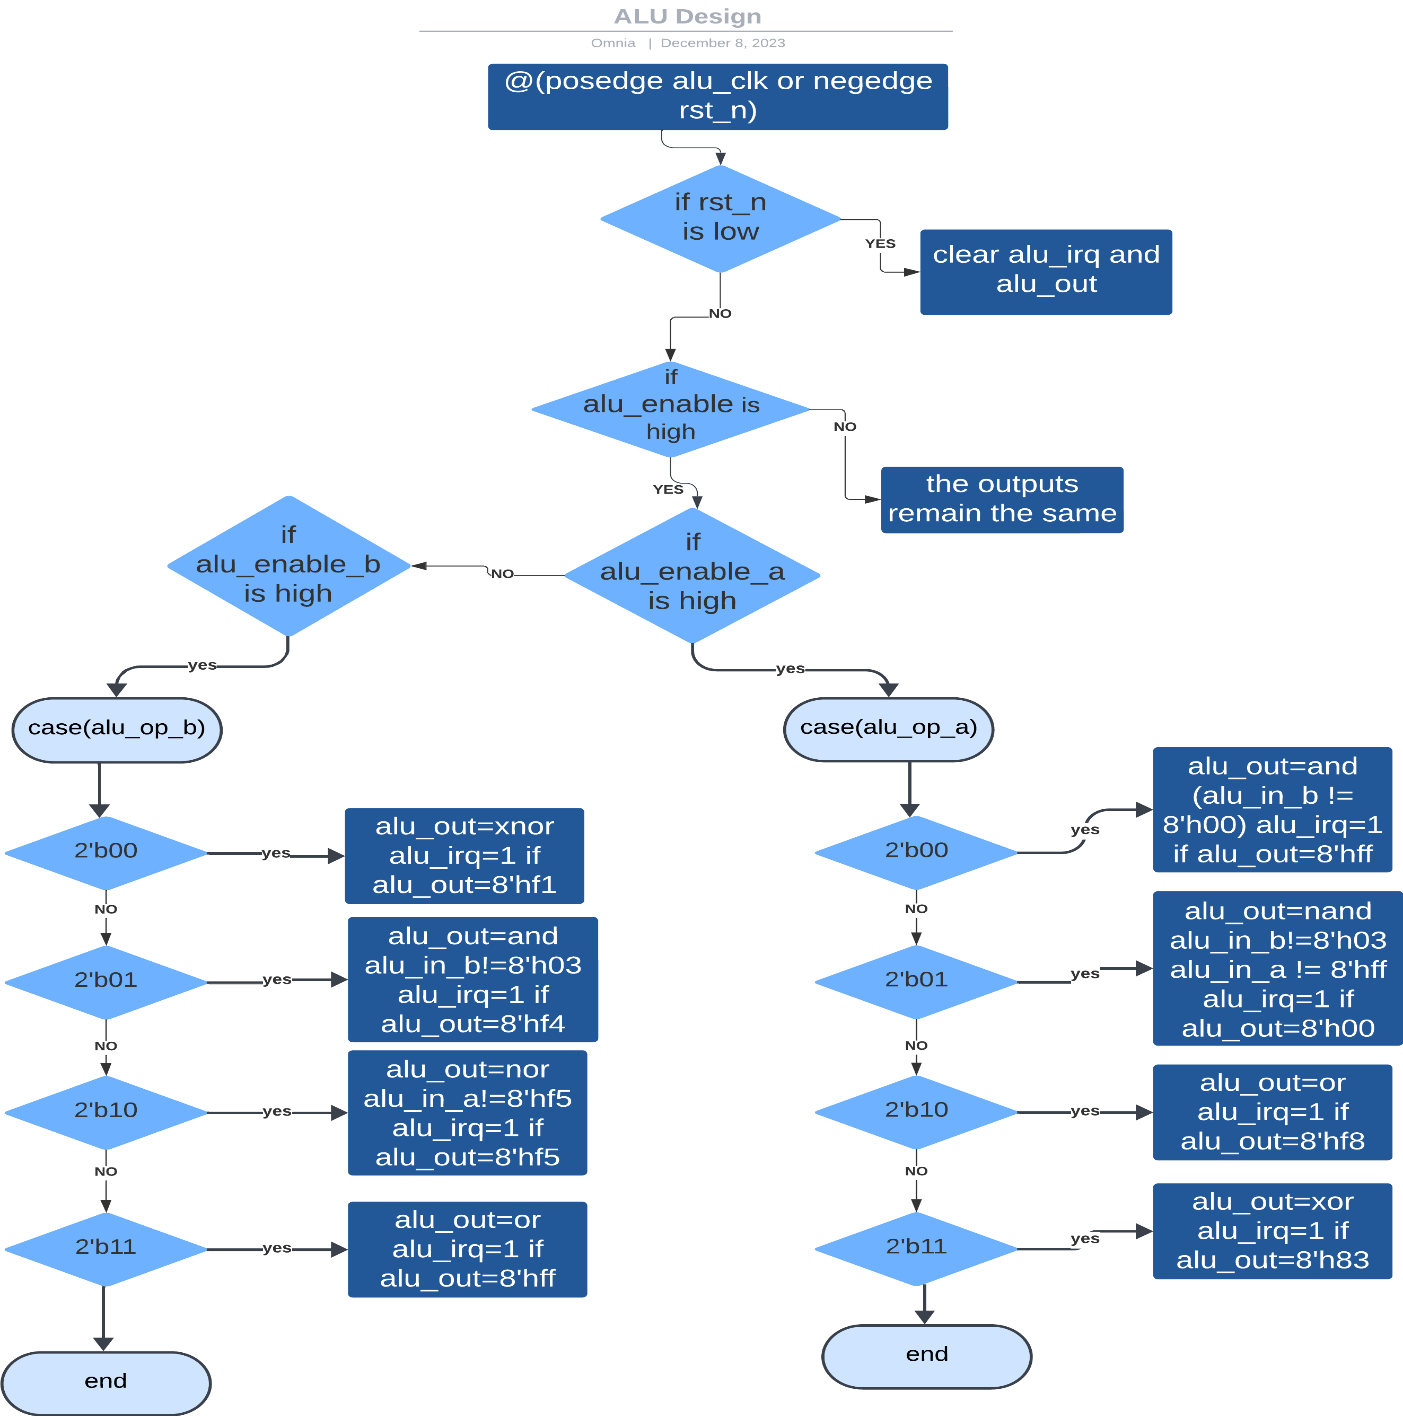 ALU Design
Omnia | December 8, 2023
@(posedge alu_clk or negedge
rst_n)
if rst_n
is low
YES
clear alu_irq and
alu_out
NO
if
alu_enable is
high
NO
the outputs
remain the same
YES
if
alu_enable_a
is high
NO
if
alu_enable_b
is high
yes
case(alu_op_b)
2'b00
yes
alu_out=xnor
alu_irq=1 if
alu_out=8'hf1
NO
2'b01
yes
alu_out=and
alu_in_b!=8'h03
alu_irq=1 if
alu_out=8'hf4
NO
2'b10
yes
alu_out=nor
alu_in_a!=8'hf5
alu_irq=1 if
alu_out=8'hf5
NO
2'b11
yes
alu_out=or
alu_irq=1 if
alu_out=8'hff
end
yes
case(alu_op_a)
2'b00
yes
alu_out=and
(alu_in_b !=
8'h00) alu_irq=1
if alu_out=8'hff
NO
2'b01
yes
alu_out=nand
alu_in_b!=8'h03
alu_in_a != 8'hff
alu_irq=1 if
alu_out=8'h00
NO
2'b10
yes
alu_out=or
alu_irq=1 if
alu_out=8'hf8
NO
2'b11
yes
alu_out=xor
alu_irq=1 if
alu_out=8'h83
end